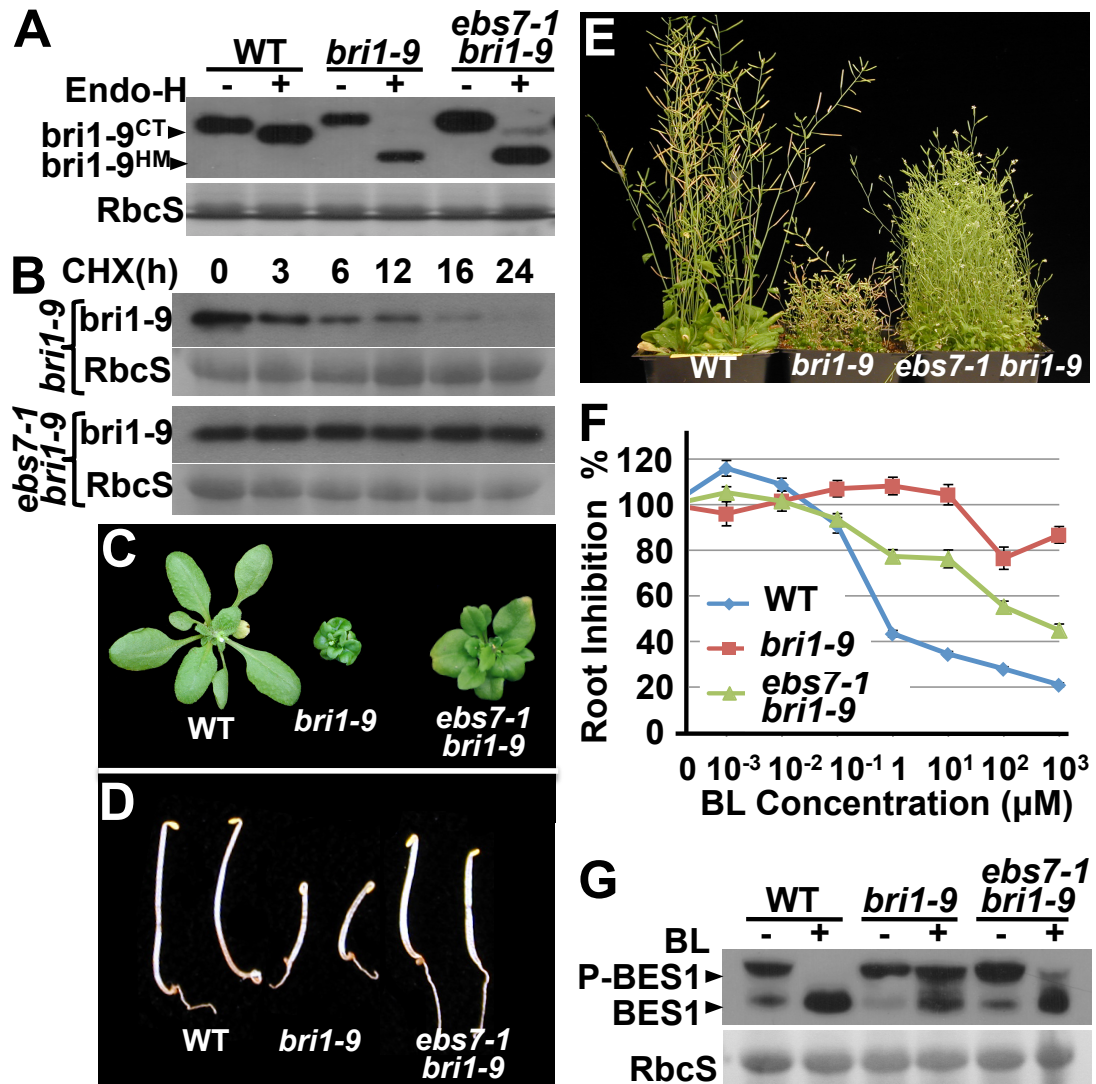 A
WT bri1-9 ebs7-1 bri1-9
Endo-H - + - + - +
bri1-9CT
bri1-9HM
RbcS
B CHX(h) 0 3 6 12 16 24
bri1-9 bri1-9
RbcS
ebs7-1 bri1-9 bri1-9
RbcS
C
WT bri1-9 ebs7-1
bri1-9
D
WT bri1-9 ebs7-1
bri1-9
E
WT bri1-9 ebs7-1 bri1-9
F
Root Inhibition %
120
100
80
60
40
20
0
WT
bri1-9
ebs7-1
bri1-9
0 10-3 10-2 10-1 1 101 102 103
BL Concentration (µM)
G
WT bri1-9 ebs7-1 bri1-9
BL - + - + - +
P-BES1
BES1
RbcS